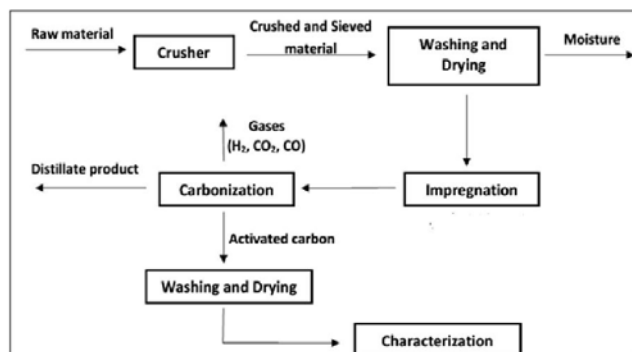 Raw material
Crusher
Crushed and Sieved
material
Washing and
Drying
Moisture
Gases
(H₂, CO₂, CO)
Distillate product
Carbonization
Impregnation
Activated carbon
Washing and Drying
Characterization